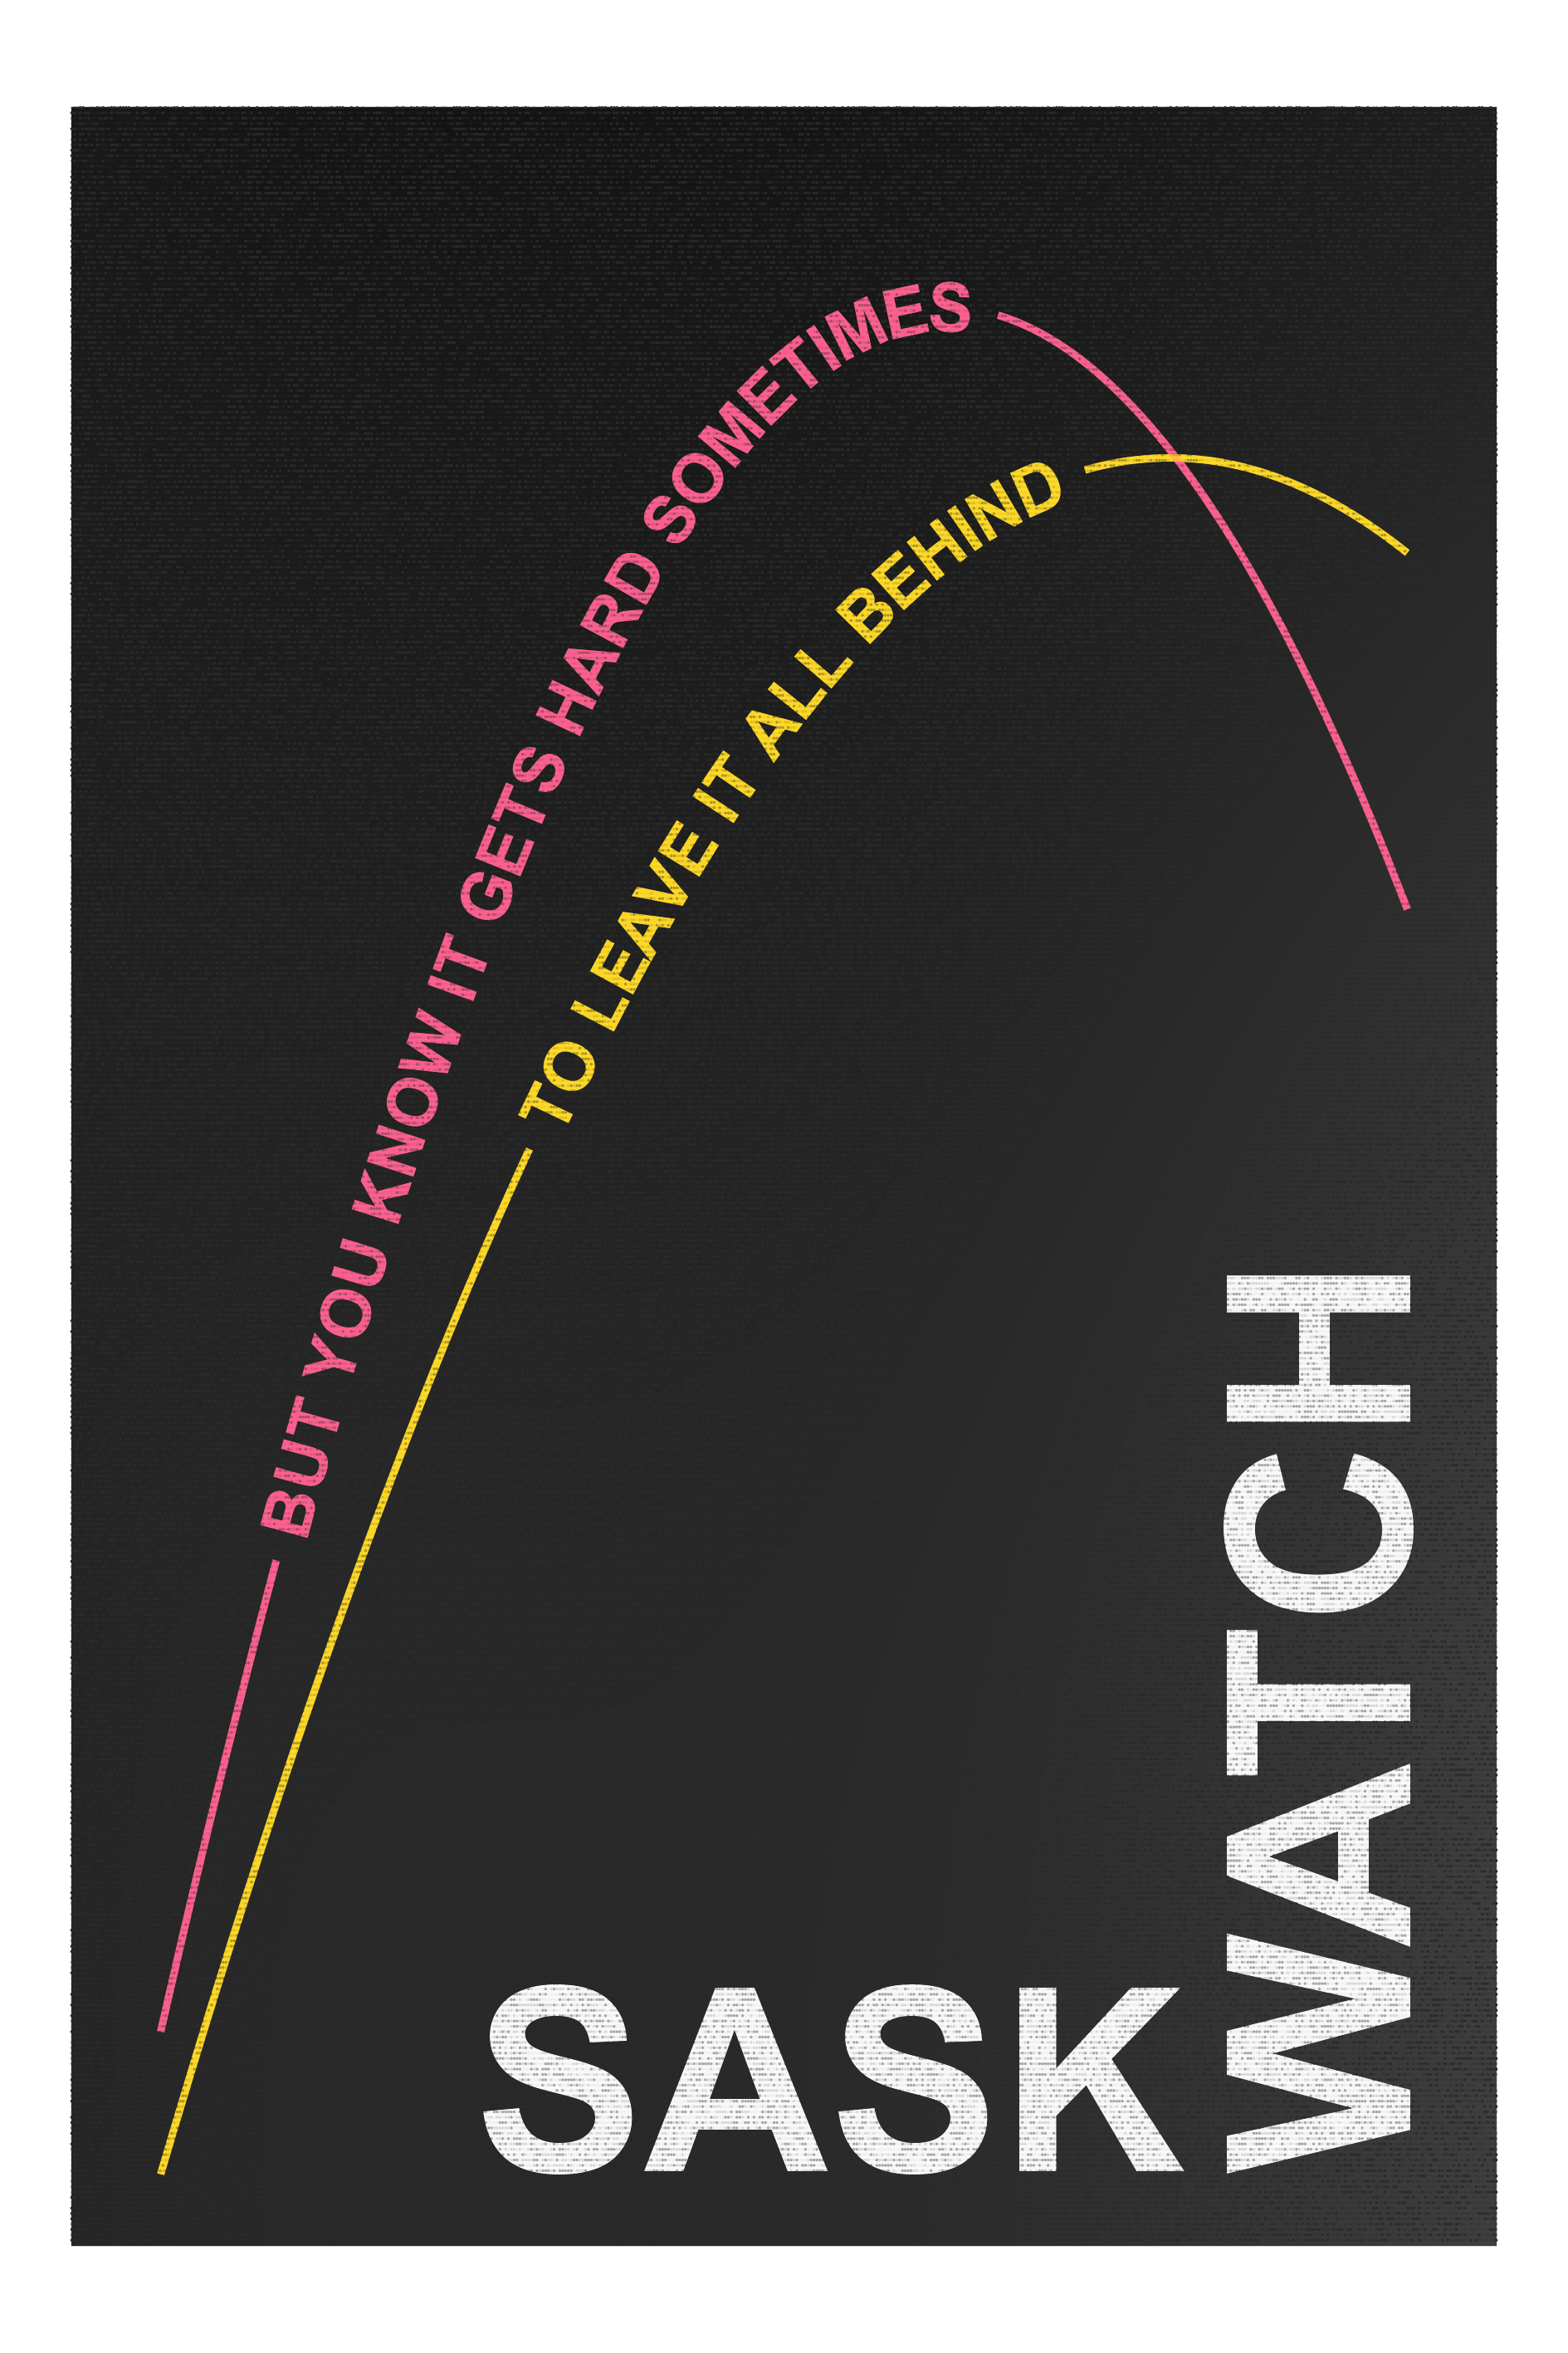 BUT YOU KNOW IT GETS HARD SOMETIMES
TO LEAVE IT ALL BEHIND
SASK
WATCH